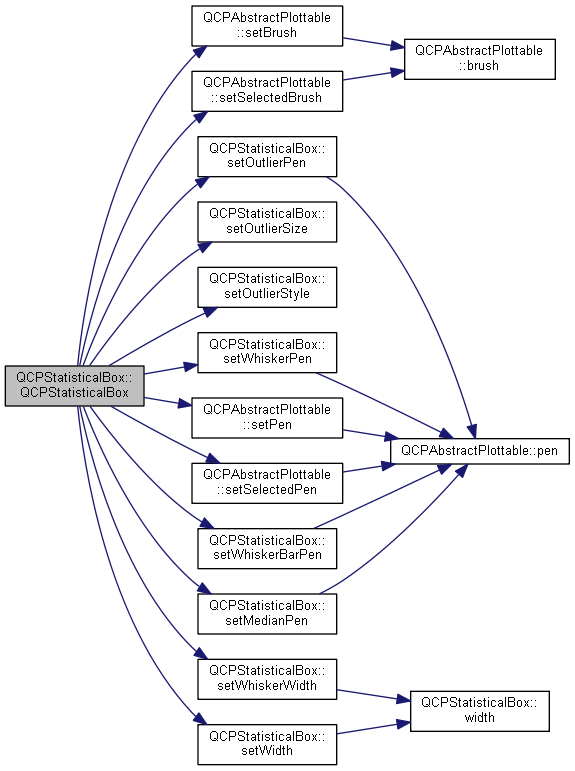 QCPAbstractPlottable
::setBrush
QCPAbstractPlottable
::brush
QCPAbstractPlottable
::setSelectedBrush
QCPStatisticalBox::
setOutlierPen
QCPStatisticalBox::
setOutlierSize
QCPStatisticalBox::
setOutlierStyle
QCPStatisticalBox::
setWhiskerPen
QCPStatisticalBox::
QCPStatisticalBox
QCPAbstractPlottable
::setPen
QCPAbstractPlottable::pen
QCPAbstractPlottable
::setSelectedPen
QCPStatisticalBox::
setWhiskerBarPen
QCPStatisticalBox::
setMedianPen
QCPStatisticalBox::
setWhiskerWidth
QCPStatisticalBox::
width
QCPStatisticalBox::
setWidth